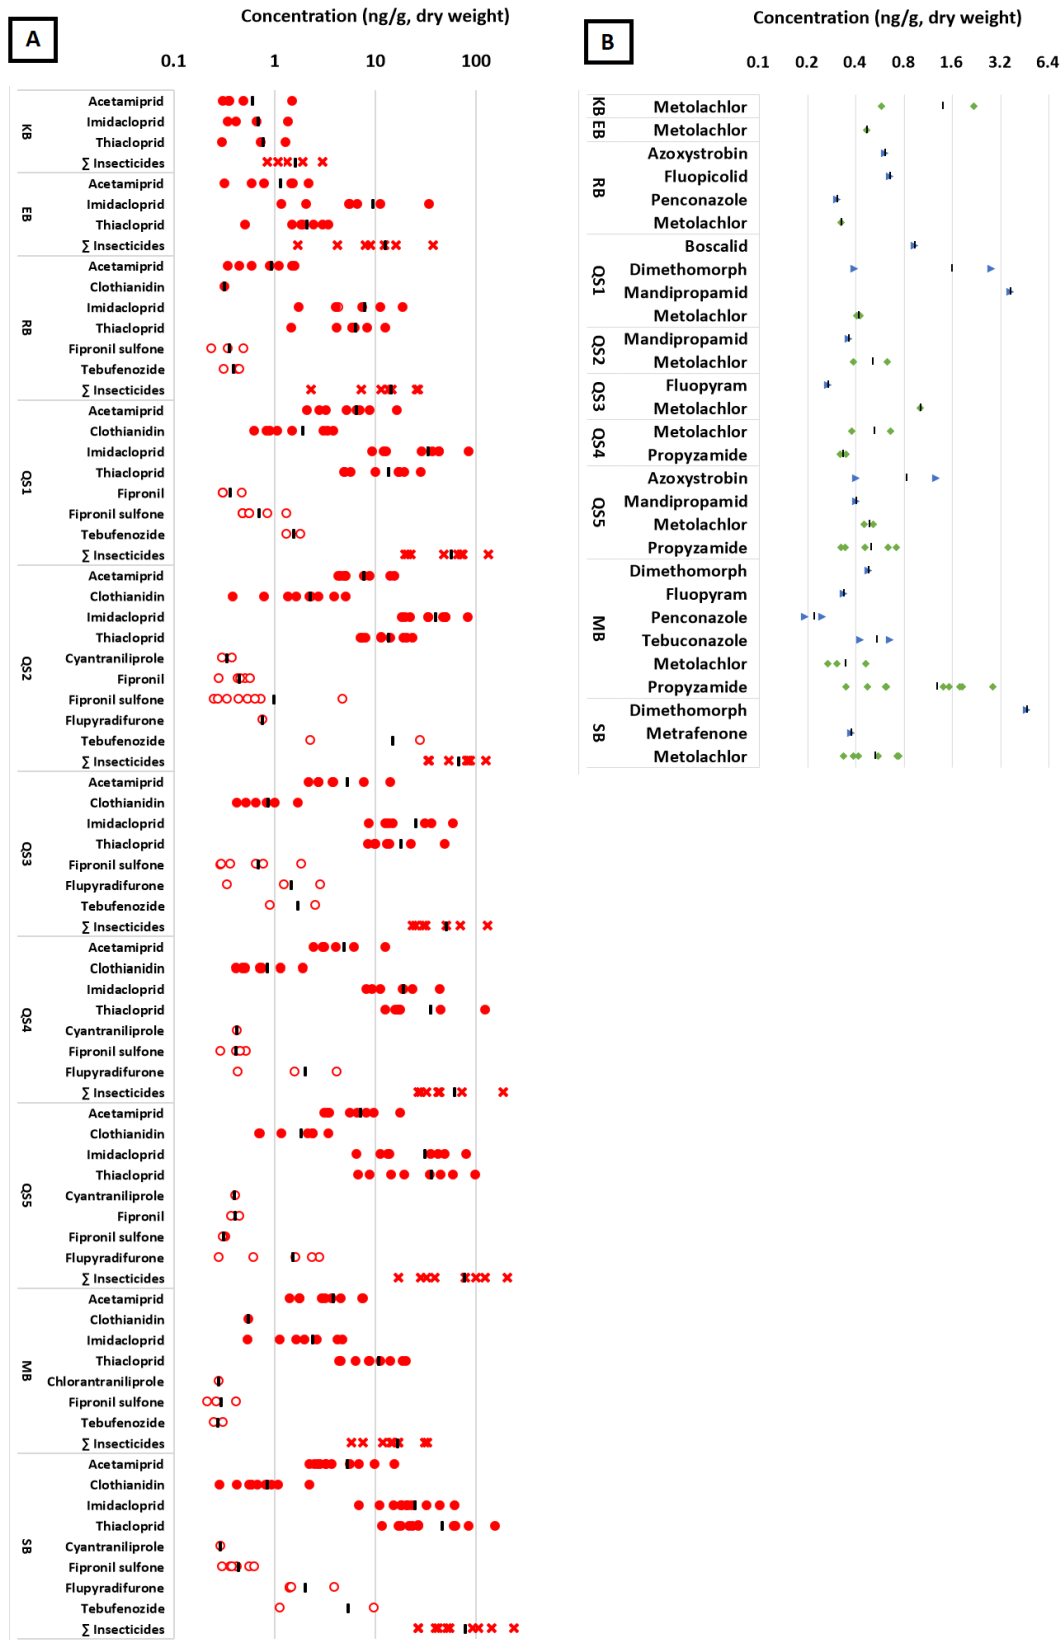 A
Concentration (ng/g, dry weight)
0.1 1 10 100
KB
Acetamiprid
Imidacloprid
Thiacloprid
∑ Insecticides
EB
Acetamiprid
Imidacloprid
Thiacloprid
∑ Insecticides
RB
Acetamiprid
Clothianidin
Imidacloprid
Thiacloprid
Fipronil sulfone
Tebufenozide
∑ Insecticides
QS1
Acetamiprid
Clothianidin
Imidacloprid
Thiacloprid
Fipronil
Fipronil sulfone
Tebufenozide
∑ Insecticides
QS2
Acetamiprid
Clothianidin
Imidacloprid
Thiacloprid
Cyantraniliprole
Fipronil
Fipronil sulfone
Flupyradifurone
Tebufenozide
∑ Insecticides
QS3
Acetamiprid
Clothianidin
Imidacloprid
Thiacloprid
Fipronil sulfone
Flupyradifurone
Tebufenozide
∑ Insecticides
QS4
Acetamiprid
Clothianidin
Imidacloprid
Thiacloprid
Cyantraniliprole
Fipronil sulfone
Flupyradifurone
∑ Insecticides
QS5
Acetamiprid
Clothianidin
Imidacloprid
Thiacloprid
Cyantraniliprole
Fipronil
Fipronil sulfone
Flupyradifurone
∑ Insecticides
MB
Acetamiprid
Clothianidin
Imidacloprid
Thiacloprid
Chlorantraniliprole
Fipronil sulfone
Tebufenozide
∑ Insecticides
SB
Acetamiprid
Clothianidin
Imidacloprid
Thiacloprid
Cyantraniliprole
Fipronil sulfone
Flupyradifurone
Tebufenozide
∑ Insecticides
B
Concentration (ng/g, dry weight)
0.1 0.2 0.4 0.8 1.6 3.2 6.4
KB
Metolachlor
EB
Metolachlor
RB
Azoxystrobin
Fluopicolid
Penconazole
Metolachlor
QS1
Boscalid
Dimethomorph
Mandipropamid
Metolachlor
QS2
Mandipropamid
Metolachlor
QS3
Fluopyram
Metolachlor
QS4
Metolachlor
Propyzamide
QS5
Azoxystrobin
Mandipropamid
Metolachlor
Propyzamide
MB
Dimethomorph
Fluopyram
Penconazole
Tebuconazole
Metolachlor
Propyzamide
SB
Dimethomorph
Metrafenone
Metolachlor